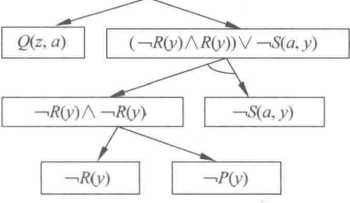 Q(z, a)
(¬R(y)∧R(y))∨¬S(a, y)
¬R(y)∧ ¬R(y)
¬S(a, y)
¬R(y)
¬P(y)